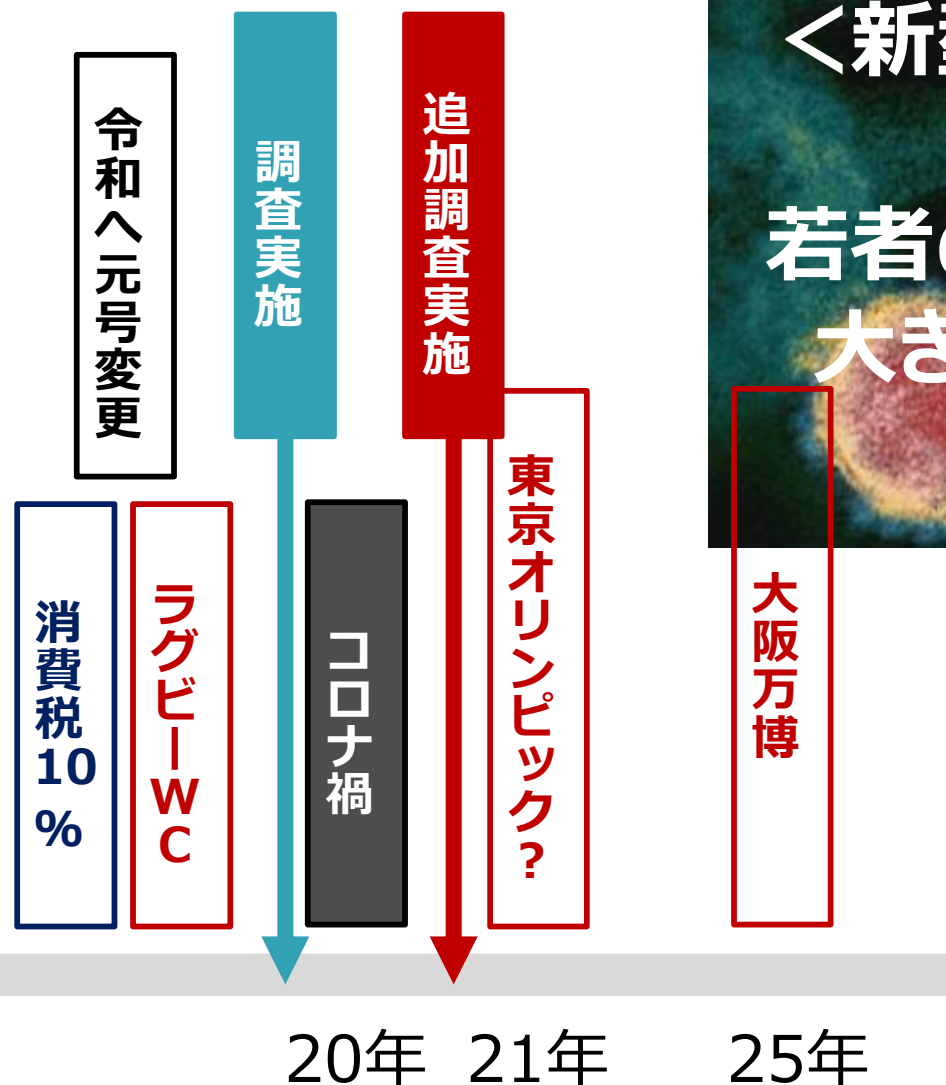 令和へ元号変更
調査実施
追加調査実施
＜新
若者
大き
消費税10%
ラグビーWC
コロナ禍
東京オリンピック?
大阪万博
20年 21年 25年